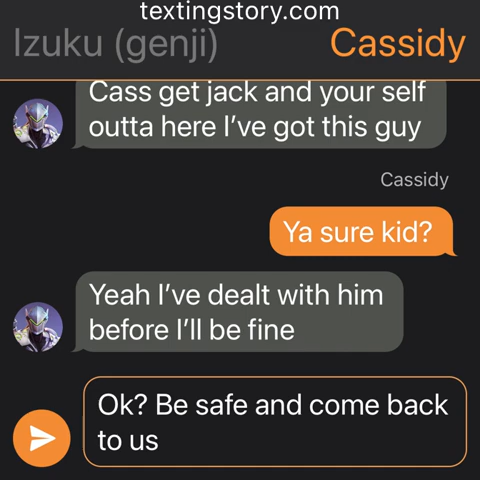 textingstory.com
Izuku (genji) Cassidy
Cass get jack and your self
outta here I've got this guy
Cassidy
Ya sure kid?
Yeah I've dealt with him
before I'll be fine
Ok? Be safe and come back
to us